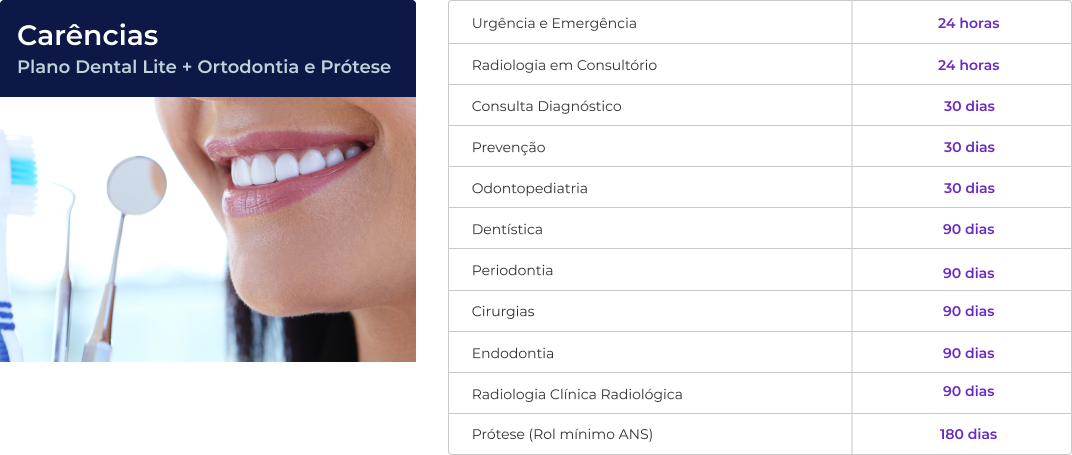 Carências
Plano Dental Lite + Ortodontia e Prótese
Urgência e Emergência 24 horas
Radiologia em Consultório 24 horas
Consulta Diagnóstico 30 dias
Prevenção 30 dias
Odontopediatria 30 dias
Dentística 90 dias
Periodontia 90 dias
Cirurgias 90 dias
Endodontia 90 dias
Radiologia Clínica Radiológica 90 dias
Prótese (Rol mínimo ANS) 180 dias